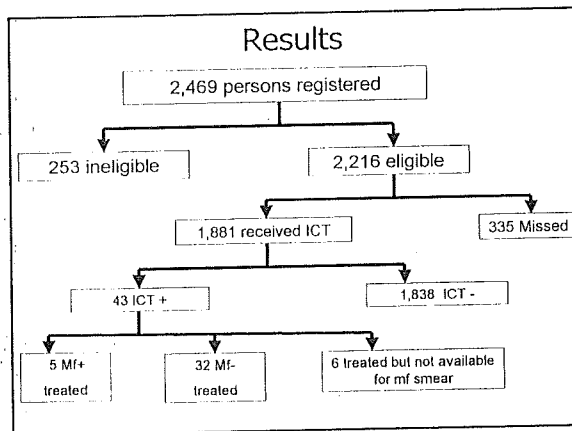 Results
2,469 persons registered
253 ineligible
2,216 eligible
1,881 received ICT
335 Missed
43 ICT +
1,838 ICT -
5 Mf+
treated
32 Mf-
treated
6 treated but not available
for mf smear